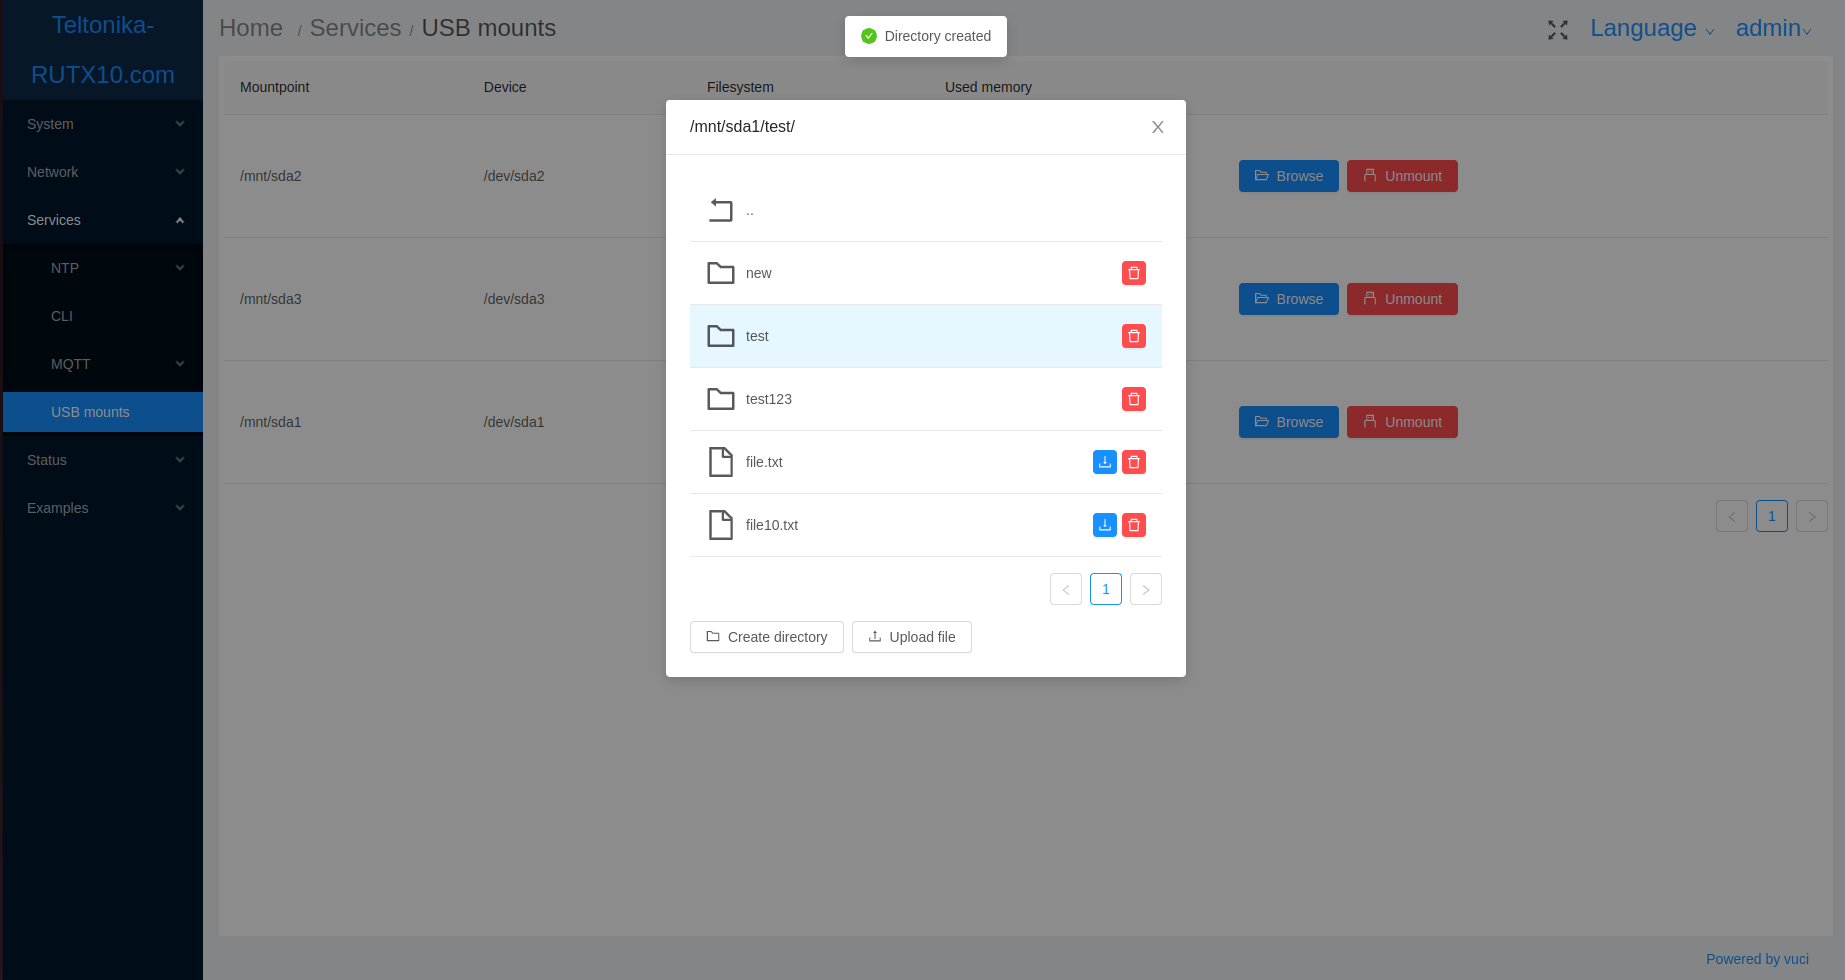 Teltonika-
RUTX10.com
System
Network
Services
NTP
CLI
MQTT
USB mounts
Status
Examples
Home / Services / USB mounts
Directory created
Language
admin
Mountpoint Device Filesystem Used memory
/mnt/sda2 /dev/sda2 Browse Unmount
/mnt/sda3 /dev/sda3 Browse Unmount
/mnt/sda1 /dev/sda1 Browse Unmount
1
/mnt/sda1/test/
..
new
test
test123
file.txt
file10.txt
1
Create directory Upload file
Powered by vuci